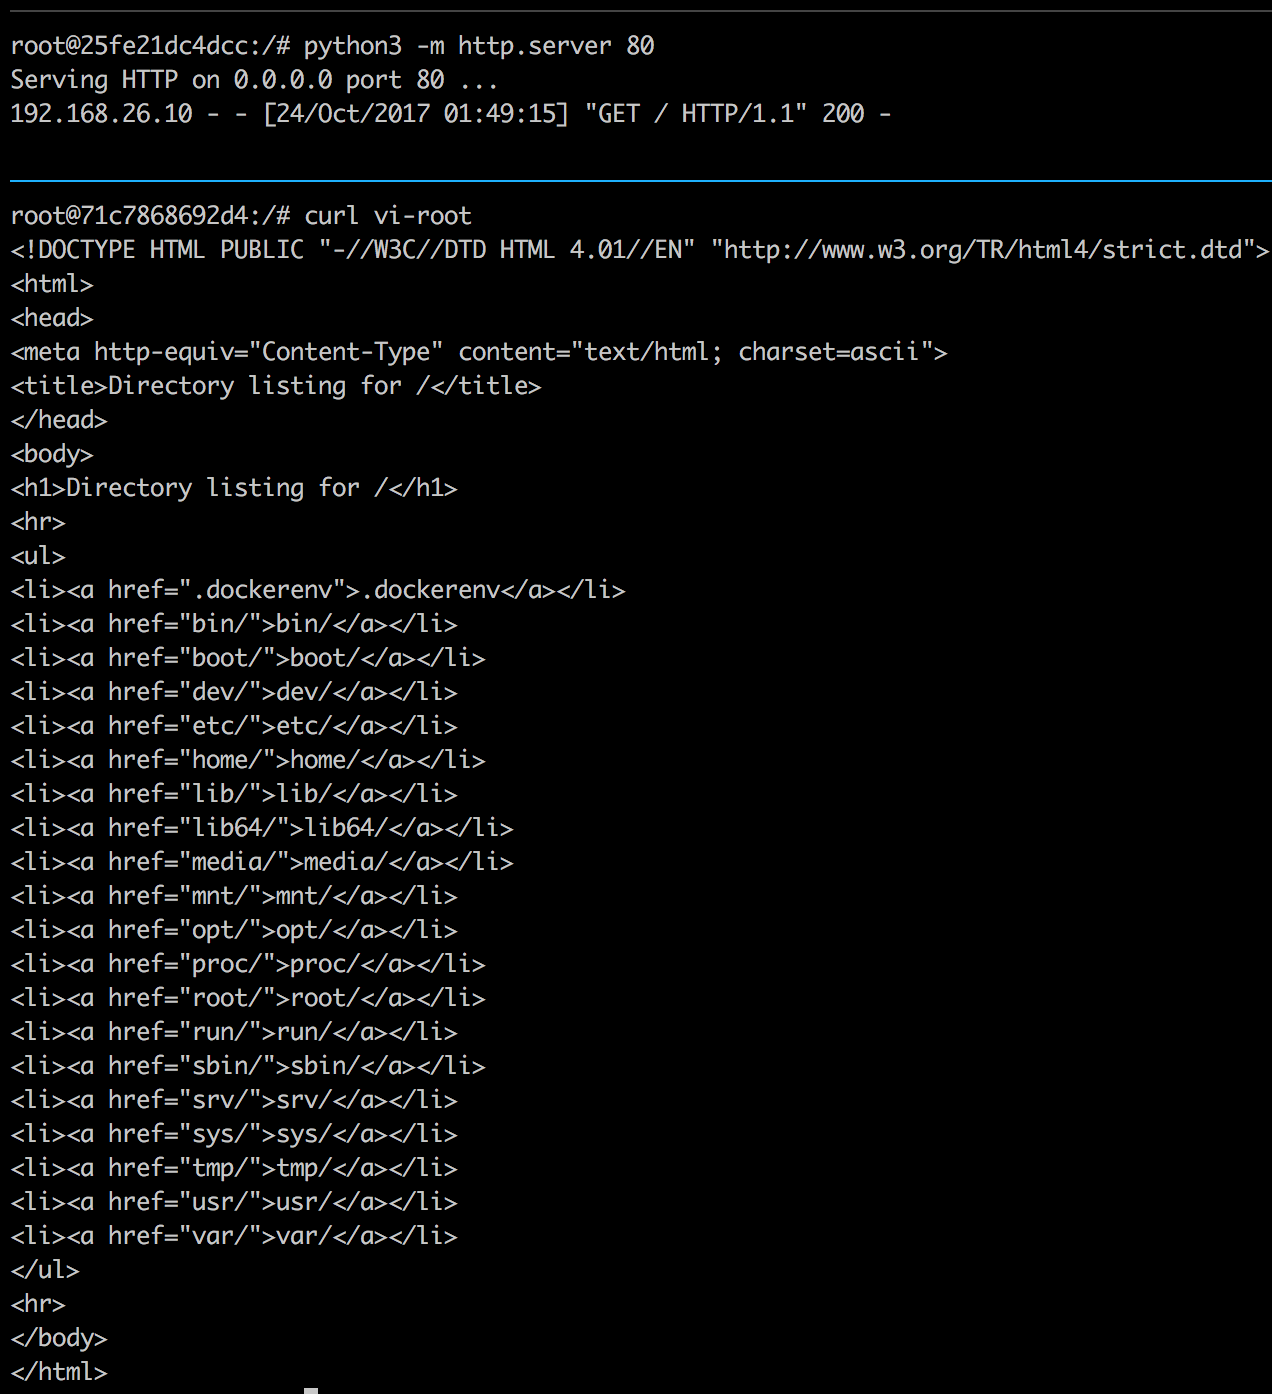 root@25fe21dc4dcc:/# python3 -m http.server 80
Serving HTTP on 0.0.0.0 port 80 ...
192.168.26.10 - - [24/Oct/2017 01:49:15] "GET / HTTP/1.1" 200 -
root@71c7868692d4:/# curl vi-root
<!DOCTYPE HTML PUBLIC "-//W3C//DTD HTML 4.01//EN" "http://www.w3.org/TR/html4/strict.dtd">
<html>
<head>
<meta http-equiv="Content-Type" content="text/html; charset=ascii">
<title>Directory listing for /</title>
</head>
<body>
<h1>Directory listing for /</h1>
<hr>
<ul>
<li><a href=".dockerenv">.dockerenv</a></li>
<li><a href="bin/">bin/</a></li>
<li><a href="boot/">boot/</a></li>
<li><a href="dev/">dev/</a></li>
<li><a href="etc/">etc/</a></li>
<li><a href="home/">home/</a></li>
<li><a href="lib/">lib/</a></li>
<li><a href="lib64/">lib64/</a></li>
<li><a href="media/">media/</a></li>
<li><a href="mnt/">mnt/</a></li>
<li><a href="opt/">opt/</a></li>
<li><a href="proc/">proc/</a></li>
<li><a href="root/">root/</a></li>
<li><a href="run/">run/</a></li>
<li><a href="sbin/">sbin/</a></li>
<li><a href="srv/">srv/</a></li>
<li><a href="sys/">sys/</a></li>
<li><a href="tmp/">tmp/</a></li>
<li><a href="usr/">usr/</a></li>
<li><a href="var/">var/</a></li>
</ul>
<hr>
</body>
</html>